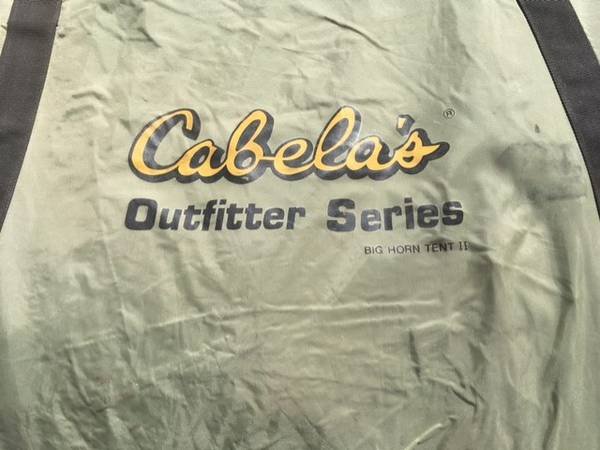 Cabela's®
Outfitter Series
BIG HORN TENT II